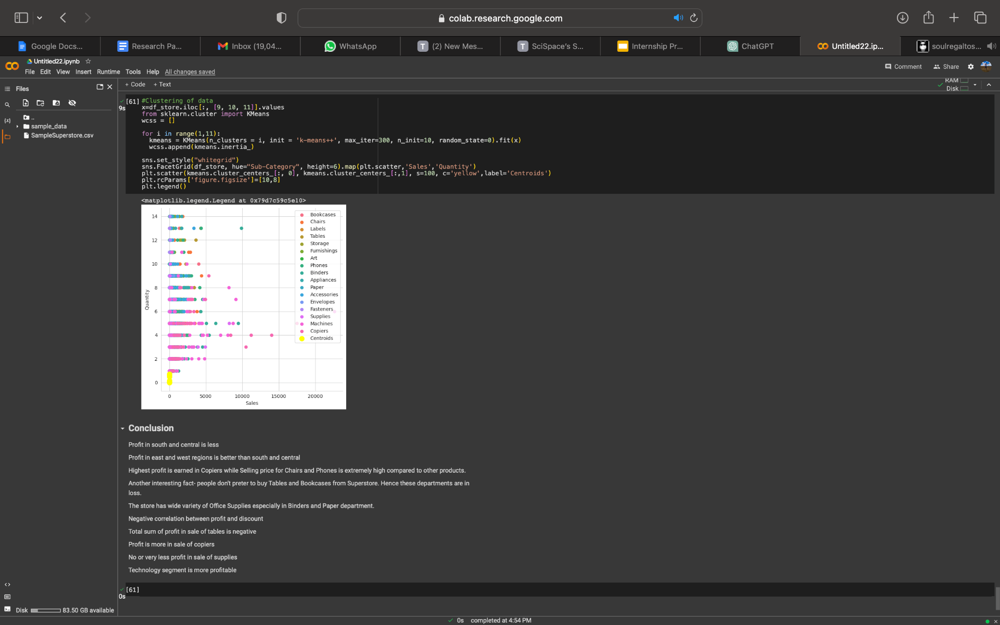 colab.research.google.com
Google Docs...
Research Pa...
Inbox (19,04...
WhatsApp
T
(2) New Mes...
T
SciSpace's S...
Internship Pr...
ChatGPT
Untitled22.ip...
soulregaltos...
Untitled22.ipynb
File Edit View Insert Runtime Tools Help All changes saved
Comment
Share
Files
+ Code + Text
RAM
Disk
..
sample_data
SampleSuperstore.csv
{x}
[61]
9s
#Clustering of data
x=df_store.iloc[:, [9, 10, 11]].values
from sklearn.cluster import KMeans
wcss = []
for i in range(1,11):
kmeans = KMeans(n_clusters = i, init = 'k-means++', max_iter=300, n_init=10, random_state=0).fit(x)
wcss.append(kmeans.inertia_)
sns.set_style("whitegrid")
sns.FacetGrid(df_store, hue="Sub-Category", height=6).map(plt.scatter,'Sales','Quantity')
plt.scatter(kmeans.cluster_centers_[:, 0], kmeans.cluster_centers_[:,1], s=100, c='yellow',label='Centroids')
plt.rcParams['figure.figsize']=[10,8]
plt.legend()
<matplotlib.legend.Legend at 0x79d7c59c5e10>
14
12
10
8
6
4
2
0
Quantity
0 5000 10000 15000 20000
Sales
Bookcases
Chairs
Labels
Tables
Storage
Furnishings
Art
Phones
Binders
Appliances
Paper
Accessories
Envelopes
Fasteners
Supplies
Machines
Copiers
Centroids
Conclusion
Profit in south and central is less
Profit in east and west regions is better than south and central
Highest profit is earned in Copiers while Selling price for Chairs and Phones is extremely high compared to other products.
Another interesting fact- people don't preter to buy Tables and Bookcases from Superstore. Hence these departments are in
loss.
The store has wide variety of Office Supplies especially in Binders and Paper department.
Negative correlation between profit and discount
Total sum of profit in sale of tables is negative
Profit is more in sale of copiers
No or very less profit in sale of supplies
Technology segment is more profitable
[61]
0s
Disk 83.50 GB available
0s completed at 4:54 PM